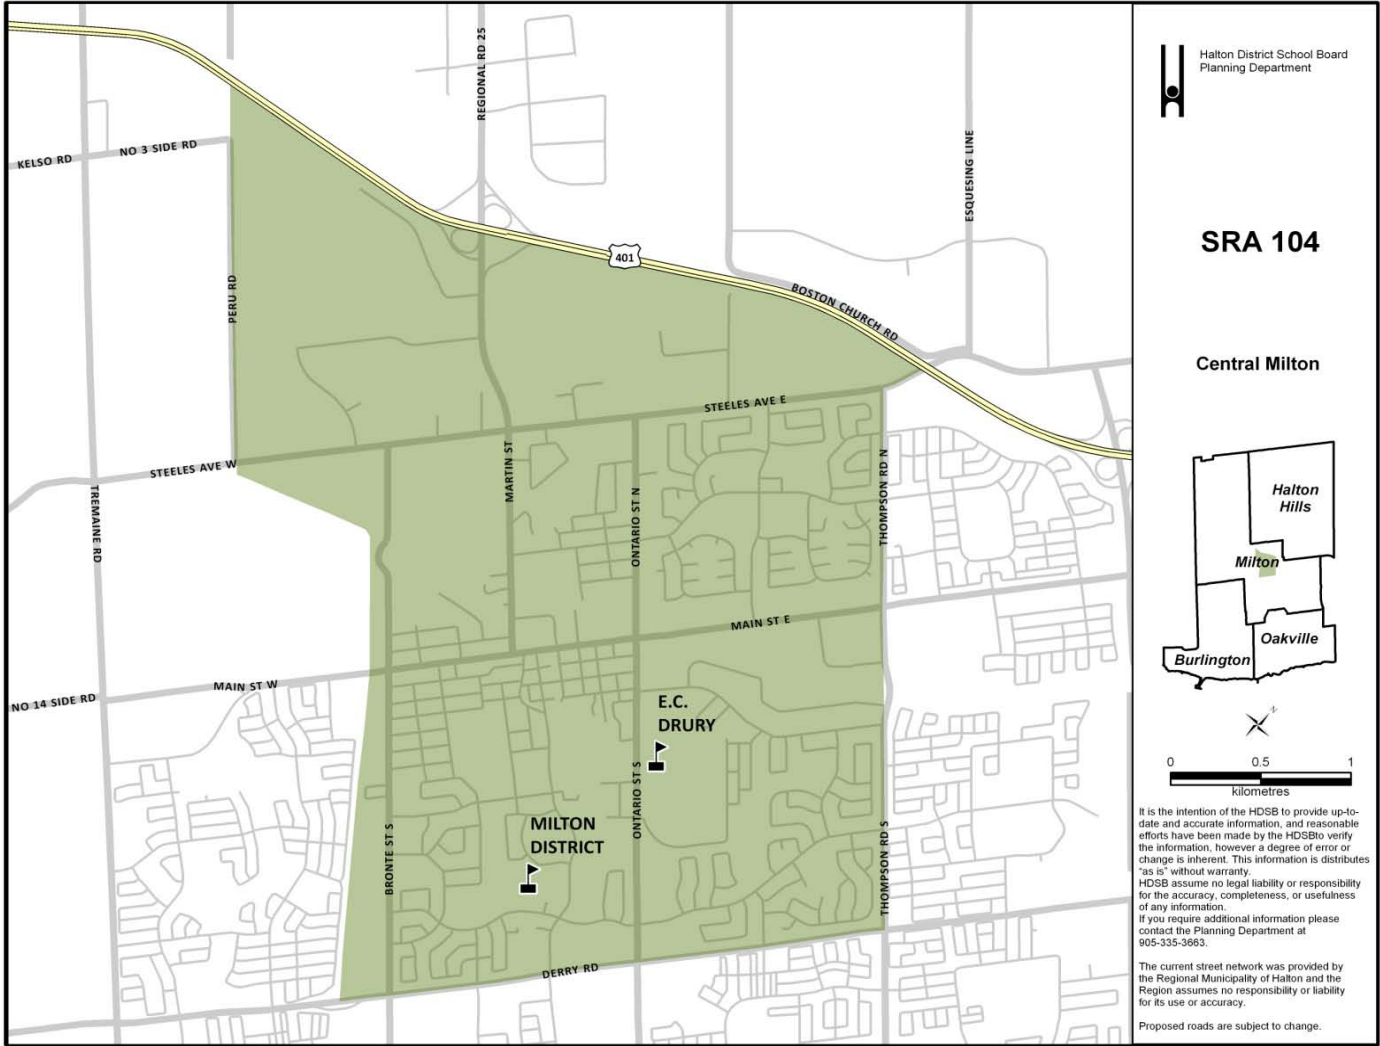 REGIONAL RD 25
KELSO RD
NO 3 SIDE RD
ESQUESING LINE
401
PERU RD
BOSTON CHURCH RD
STEELES AVE E
STEELES AVE W
MARTIN ST
ONTARIO ST N
THOMPSON RD N
TREMAINE RD
MAIN ST E
MAIN ST W
NO 14 SIDE RD
E.C.
DRURY
ONTARIO ST S
MILTON
DISTRICT
BRONTE ST S
THOMPSON RD S
DERRY RD
Halton District School Board
Planning Department
SRA 104
Central Milton
Halton
Hills
Milton
Oakville
Burlington
N
0 0.5 1
kilometres
It is the intention of the HDSB to provide up-to-
date and accurate information, and reasonable
efforts have been made by the HDSBto verify
the information, however a degree of error or
change is inherent. This information is distributes
"as is" without warranty.
HDSB assume no legal liability or responsibility
for the accuracy, completeness, or usefulness
of any information.
If you require additional information please
contact the Planning Department at
905-335-3663.
The current street network was provided by
the Regional Municipality of Halton and the
Region assumes no responsibility or liability
for its use or accuracy.
Proposed roads are subject to change.